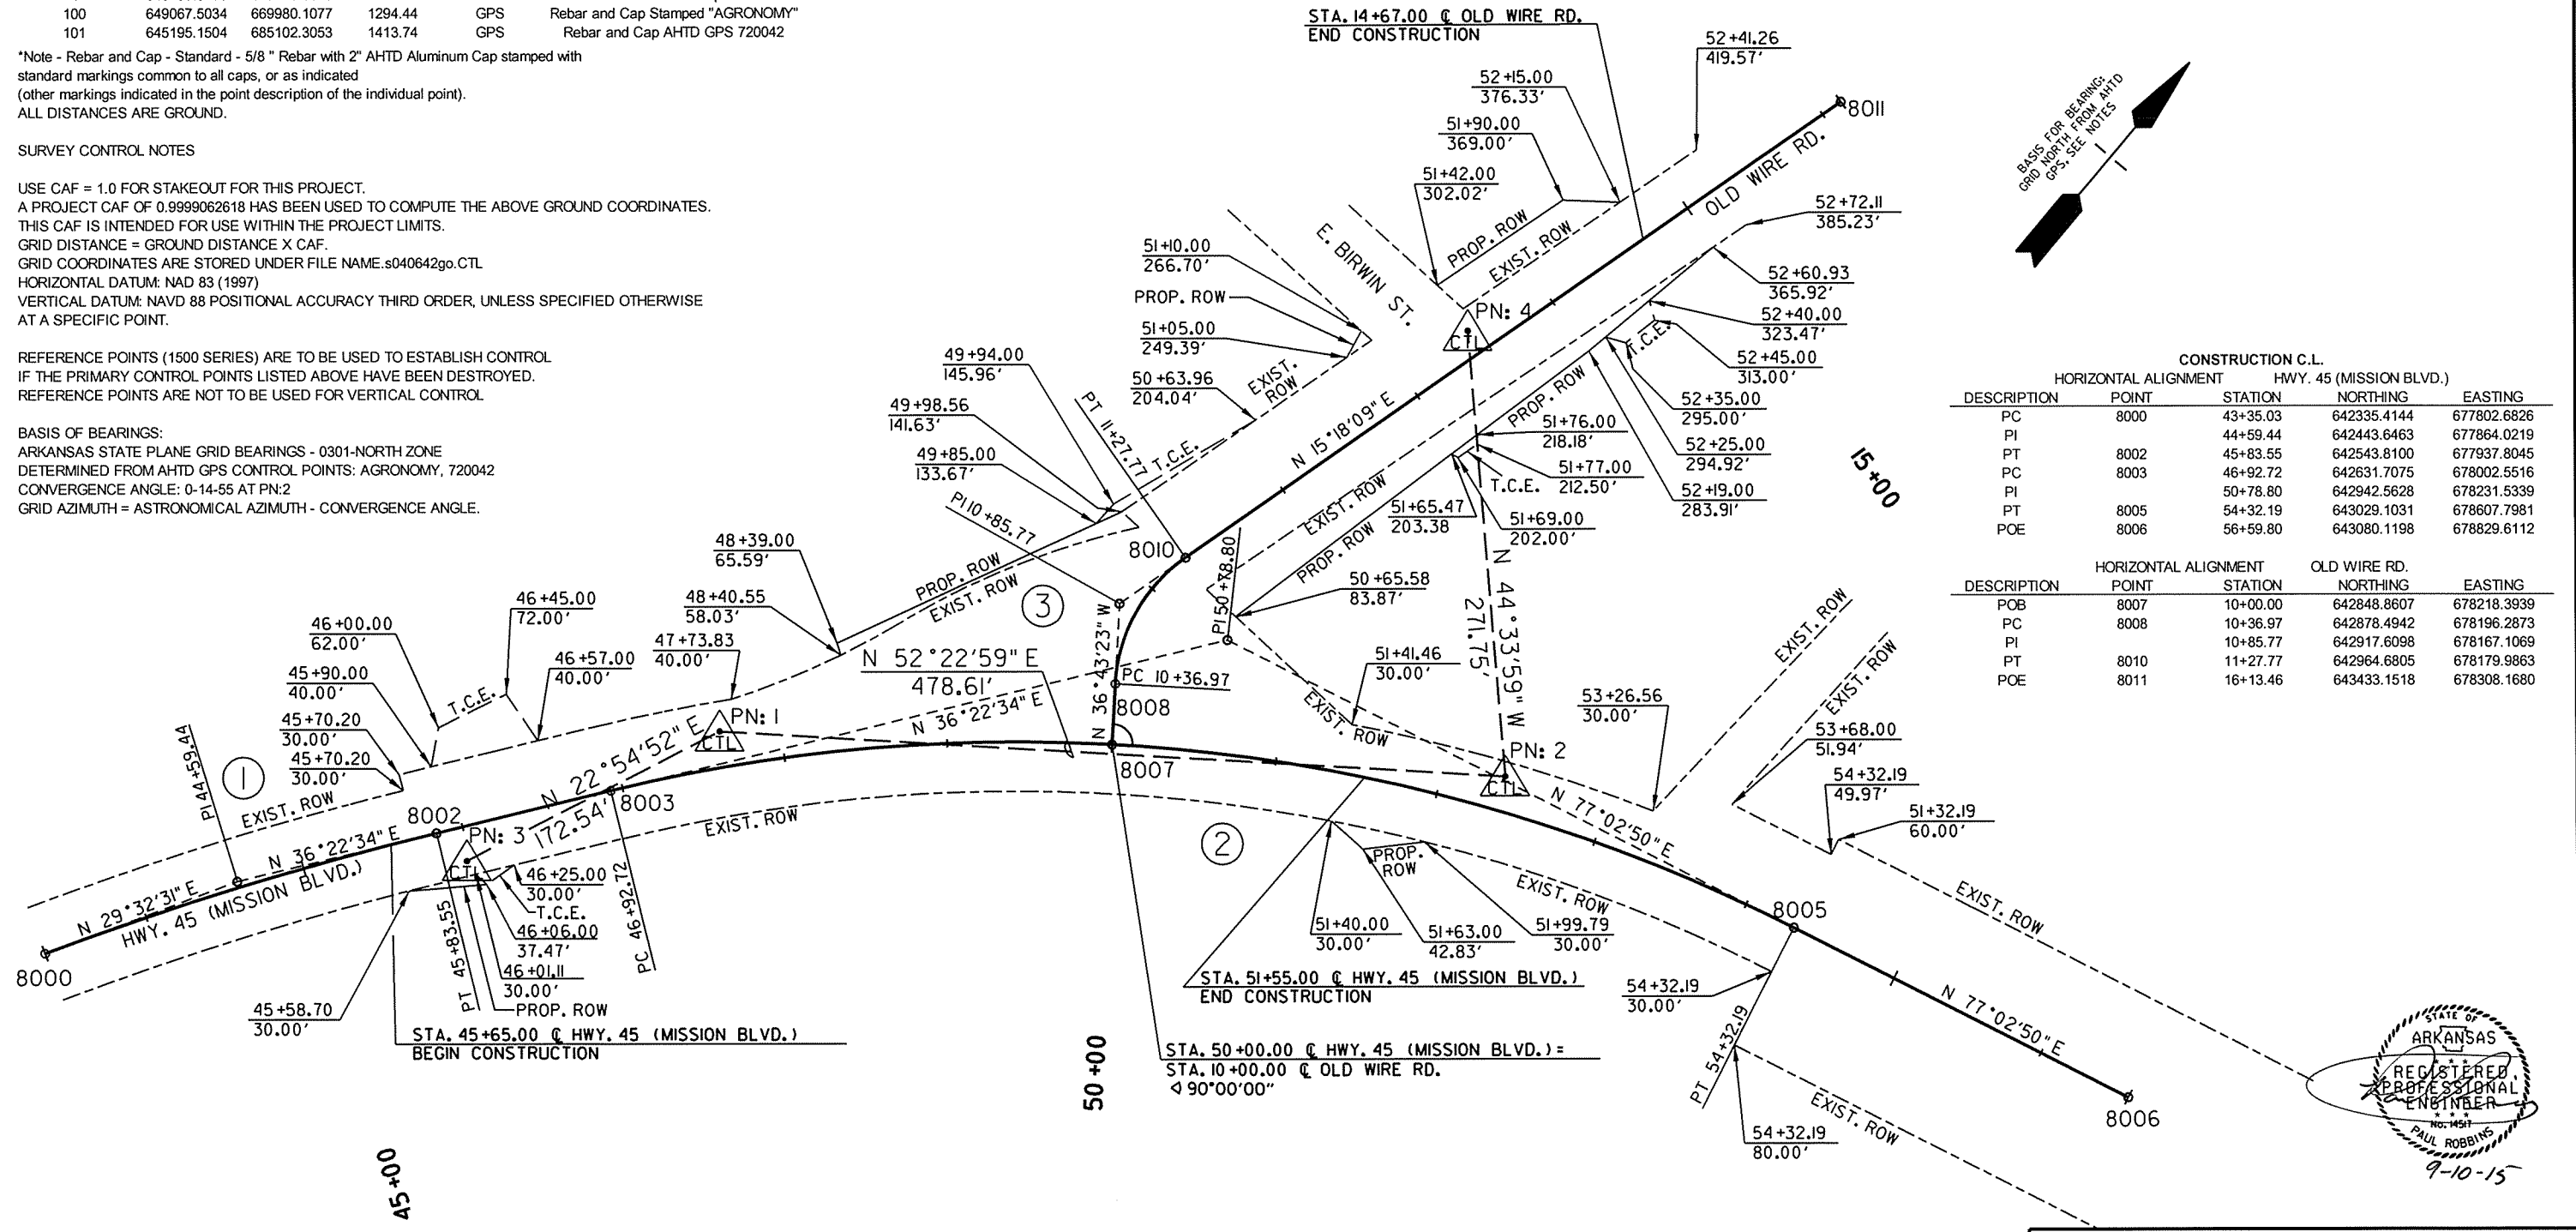 100 649067.5034 669980.1077 1294.44 GPS Rebar and Cap Stamped "AGRONOMY"
101 645195.1504 685102.3053 1413.74 GPS Rebar and Cap AHTD GPS 720042
*Note - Rebar and Cap - Standard - 5/8 " Rebar with 2" AHTD Aluminum Cap stamped with
standard markings common to all caps, or as indicated
(other markings indicated in the point description of the individual point).
ALL DISTANCES ARE GROUND.
SURVEY CONTROL NOTES
USE CAF = 1.0 FOR STAKEOUT FOR THIS PROJECT.
A PROJECT CAF OF 0.9999062618 HAS BEEN USED TO COMPUTE THE ABOVE GROUND COORDINATES.
THIS CAF IS INTENDED FOR USE WITHIN THE PROJECT LIMITS.
GRID DISTANCE = GROUND DISTANCE X CAF.
GRID COORDINATES ARE STORED UNDER FILE NAME.s040642go.CTL
HORIZONTAL DATUM: NAD 83 (1997)
VERTICAL DATUM: NAVD 88 POSITIONAL ACCURACY THIRD ORDER, UNLESS SPECIFIED OTHERWISE
AT A SPECIFIC POINT.
REFERENCE POINTS (1500 SERIES) ARE TO BE USED TO ESTABLISH CONTROL
IF THE PRIMARY CONTROL POINTS LISTED ABOVE HAVE BEEN DESTROYED.
REFERENCE POINTS ARE NOT TO BE USED FOR VERTICAL CONTROL
BASIS OF BEARINGS:
ARKANSAS STATE PLANE GRID BEARINGS - 0301-NORTH ZONE
DETERMINED FROM AHTD GPS CONTROL POINTS: AGRONOMY, 720042
CONVERGENCE ANGLE: 0-14-55 AT PN:2
GRID AZIMUTH = ASTRONOMICAL AZIMUTH - CONVERGENCE ANGLE.
STA. 14+67.00 ℄ OLD WIRE RD.
END CONSTRUCTION
52+41.26
419.57'
52+15.00
376.33'
51+90.00
369.00'
51+42.00
302.02'
8011
OLD WIRE RD.
PROP. ROW
EXIST. ROW
E. BIRWIN ST.
51+10.00
266.70'
PROP. ROW
51+05.00
249.39'
EXIST.
ROW
50+63.96
204.04'
49+94.00
145.96'
49+98.56
141.63'
49+85.00
133.67'
T.C.E.
PT 11+27.77
PI 10+85.77
PN: 4
CTL
N 15°18'09" E
52+72.11
385.23'
52+60.93
365.92'
52+40.00
323.47'
T.C.E.
52+45.00
313.00'
52+35.00
295.00'
52+25.00
294.92'
52+19.00
283.91'
PROP. ROW
51+76.00
218.18'
51+77.00
212.50'
T.C.E.
51+69.00
202.00'
51+65.47
203.38
EXIST. ROW
PROP. ROW
15+00
BASIS FOR BEARING:
GRID NORTH FROM AHTD
GPS, SEE NOTES
CONSTRUCTION C.L.
HORIZONTAL ALIGNMENT HWY. 45 (MISSION BLVD.)
DESCRIPTION POINT STATION NORTHING EASTING
PC 8000 43+35.03 642335.4144 677802.6826
PI 44+59.44 642443.6463 677864.0219
PT 8002 45+83.55 642543.8100 677937.8045
PC 8003 46+92.72 642631.7075 678002.5516
PI 50+78.80 642942.5628 678231.5339
PT 8005 54+32.19 643029.1031 678607.7981
POE 8006 56+59.80 643080.1198 678829.6112
HORIZONTAL ALIGNMENT OLD WIRE RD.
DESCRIPTION POINT STATION NORTHING EASTING
POB 8007 10+00.00 642848.8607 678218.3939
PC 8008 10+36.97 642878.4942 678196.2873
PI 10+85.77 642917.6098 678167.1069
PT 8010 11+27.77 642964.6805 678179.9863
POE 8011 16+13.46 643433.1518 678308.1680
48+39.00
65.59'
48+40.55
58.03'
47+73.83
40.00'
PROP. ROW
EXIST. ROW
3
8010
PI 50+78.80
50+65.58
83.87'
N 44°33'59" W
271.75'
46+45.00
72.00'
46+00.00
62.00'
45+90.00
40.00'
46+57.00
40.00'
T.C.E.
45+70.20
30.00'
45+70.20
30.00'
PI 44+59.44
1
EXIST. ROW
N 52°22'59" E
478.61'
N 36°22'34" E
N 36°43'23" W
PC 10+36.97
8008
8007
51+41.46
30.00'
EXIST. ROW
PN: 1
CTL
PN: 2
CTL
53+26.56
30.00'
EXIST. ROW
EXIST. ROW
53+68.00
51.94'
54+32.19
49.97'
51+32.19
60.00'
N 22°54'52" E
172.54'
8002
8003
PN: 3
CTL
N 36°22'34" E
N 29°32'31" E
HWY. 45 (MISSION BLVD.)
8000
EXIST. ROW
2
N 77°02'50" E
8005
EXIST. ROW
EXIST. ROW
46+25.00
30.00'
T.C.E.
46+06.00
37.47'
46+01.11
30.00'
PROP. ROW
PT 45+83.55
PC 46+92.72
45+58.70
30.00'
STA. 45+65.00 ℄ HWY. 45 (MISSION BLVD.)
BEGIN CONSTRUCTION
PROP.
ROW
51+40.00
30.00'
51+63.00
42.83'
51+99.79
30.00'
STA. 51+55.00 ℄ HWY. 45 (MISSION BLVD.)
END CONSTRUCTION
54+32.19
30.00'
PT 54+32.19
N 77°02'50" E
8006
STA. 50+00.00 ℄ HWY. 45 (MISSION BLVD.) =
STA. 10+00.00 ℄ OLD WIRE RD.
∢ 90°00'00"
54+32.19
80.00'
EXIST. ROW
50+00
45+00
STATE OF
ARKANSAS
REGISTERED
PROFESSIONAL
ENGINEER
No. 14517
PAUL ROBBINS
9-10-15